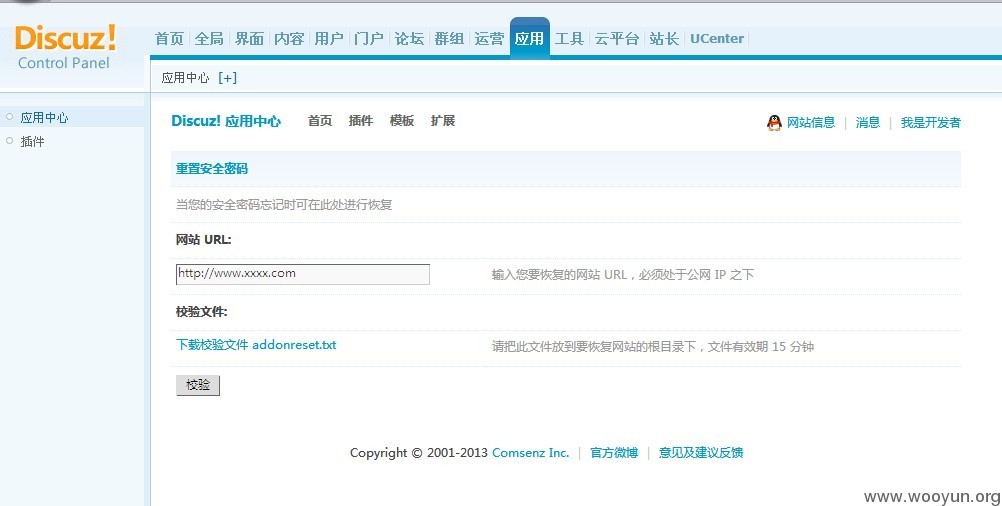 Discuz!
Control Panel
首页 全局 界面 内容 用户 门户 论坛 群组 运营 应用 工具 云平台 站长 UCenter
应用中心 [+]
应用中心
插件
Discuz! 应用中心 首页 插件 模板 扩展 网站信息 | 消息 | 我是开发者
重置安全密码
当您的安全密码忘记时可在此处进行恢复
网站 URL:
http://www.xxxx.com 输入您要恢复的网站 URL，必须处于公网 IP 之下
校验文件:
下载校验文件 addonreset.txt 请把此文件放到要恢复网站的根目录下，文件有效期 15 分钟
校验
Copyright © 2001-2013 Comsenz Inc. | 官方微博 | 意见及建议反馈
www.wooyun.org